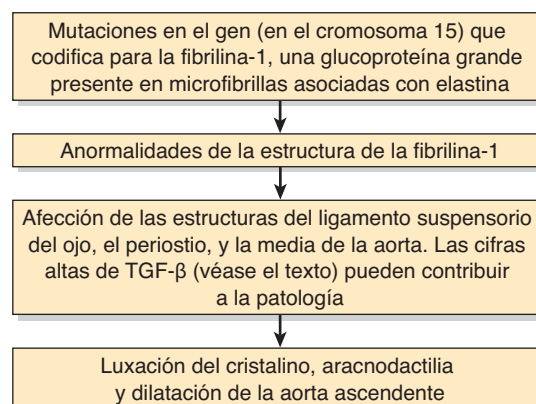 Mutaciones en el gen (en el cromosoma 15) que
codifica para la fibrilina-1, una glucoproteína grande
presente en microfibrillas asociadas con elastina
Anormalidades de la estructura de la fibrilina-1
Afección de las estructuras del ligamento suspensorio
del ojo, el periostio, y la media de la aorta. Las cifras
altas de TGF-β (véase el texto) pueden contribuir
a la patología
Luxación del cristalino, aracnodactilia
y dilatación de la aorta ascendente